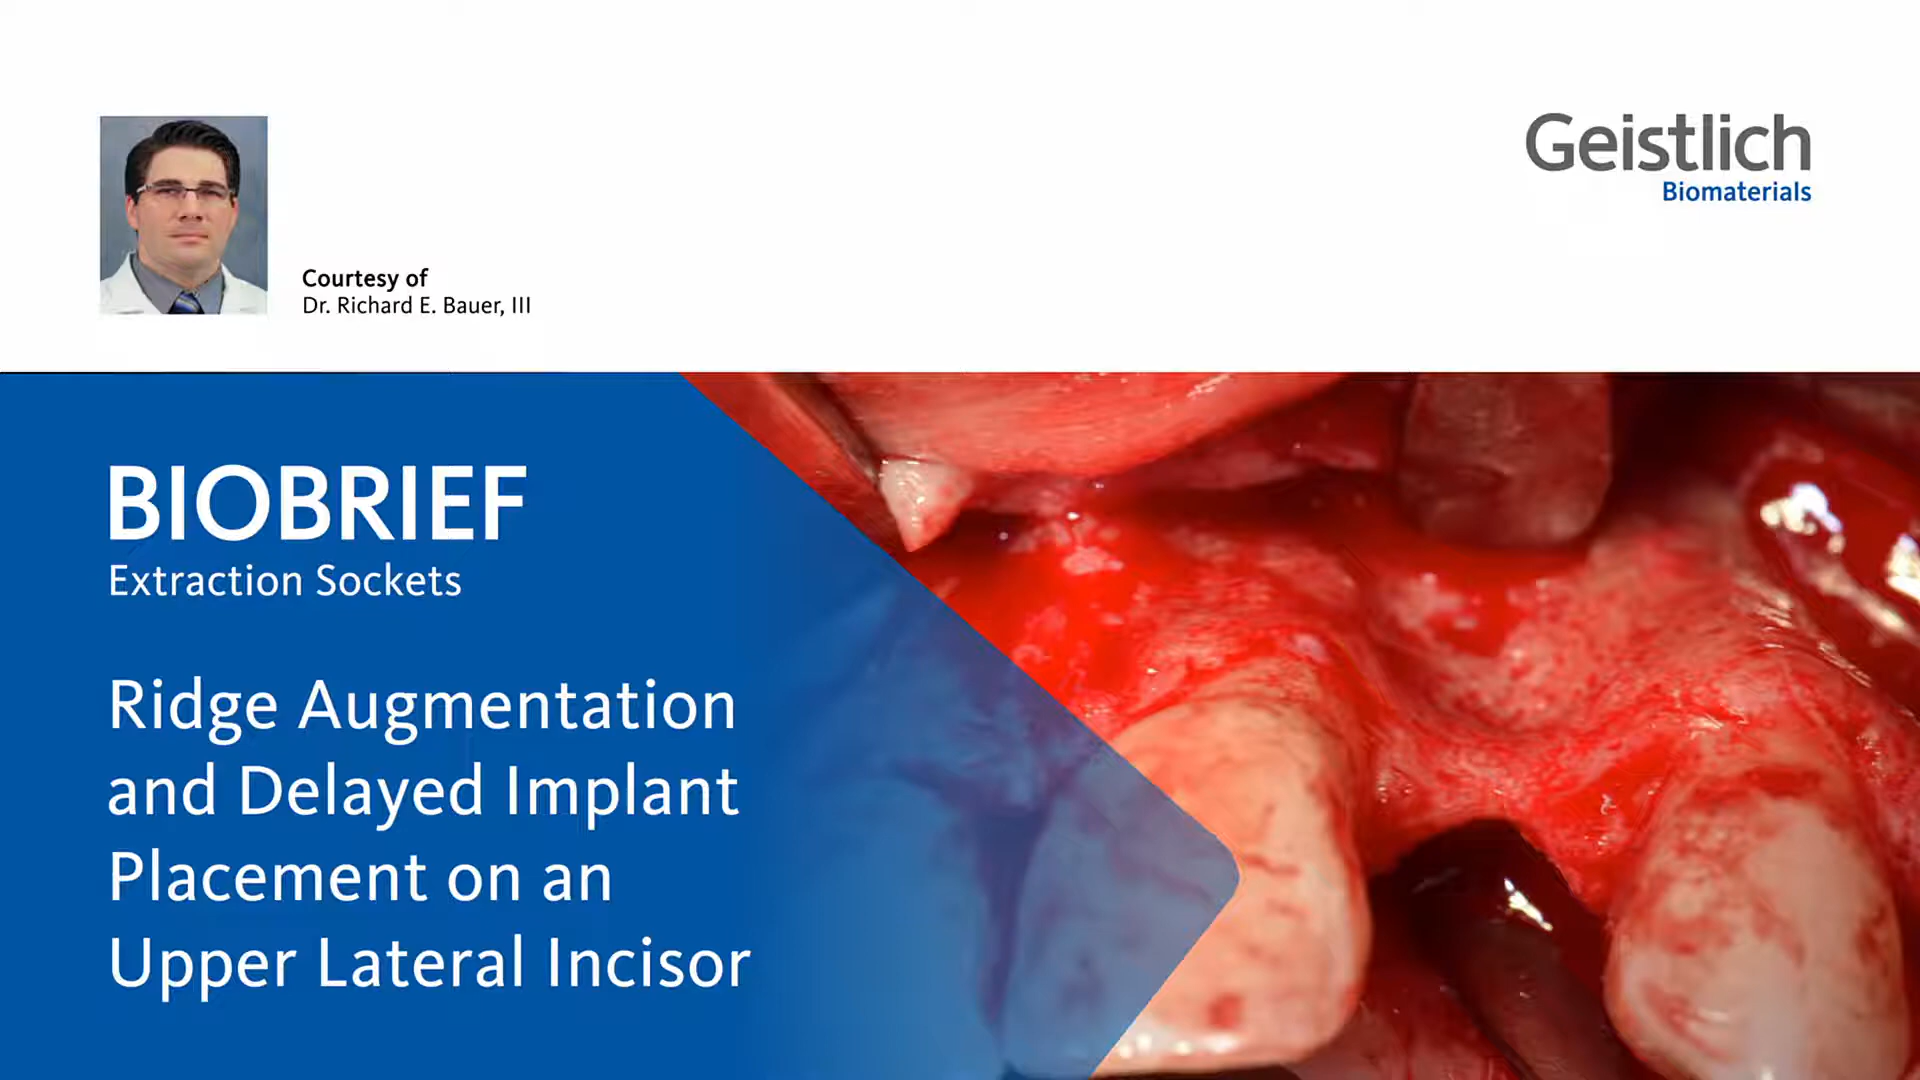 Geistlich
Biomaterials
Courtesy of
Dr. Richard E. Bauer, III
BIOBRIEF
Extraction Sockets
Ridge Augmentation
and Delayed Implant
Placement on an
Upper Lateral Incisor